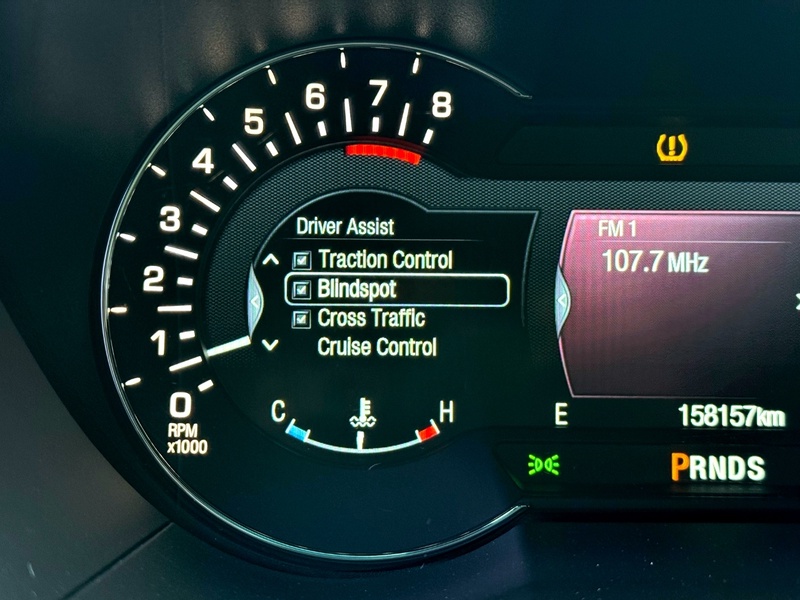 8
7
6
5
4
3
2
1
0
RPM
x1000
Driver Assist
Traction Control
Blindspot
Cross Traffic
Cruise Control
C
H
FM 1
107.7 MHz
E
158157km
PRNDS